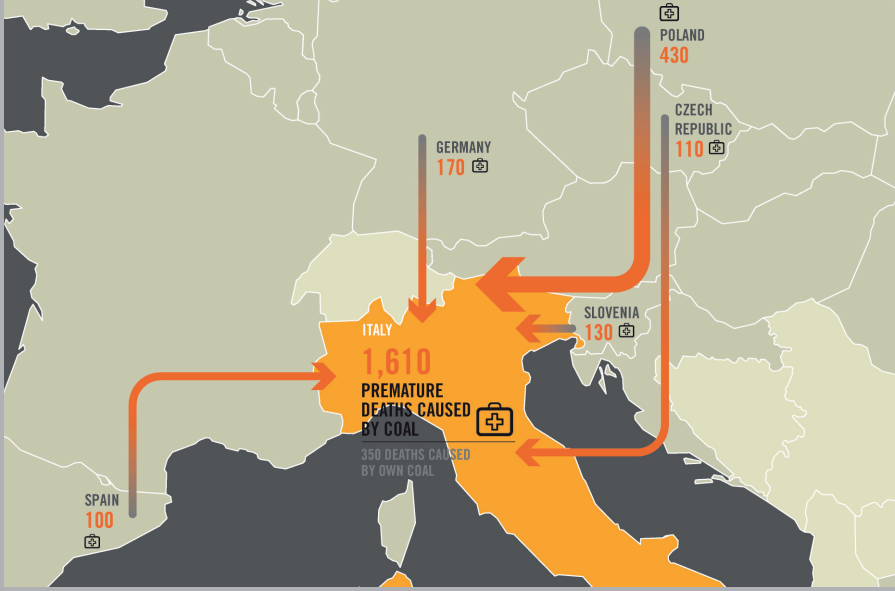 POLAND
430
CZECH
REPUBLIC
110
GERMANY
170
SLOVENIA
130
ITALY
1,610
PREMATURE
DEATHS CAUSED
BY COAL
350 DEATHS CAUSED
BY OWN COAL
SPAIN
100